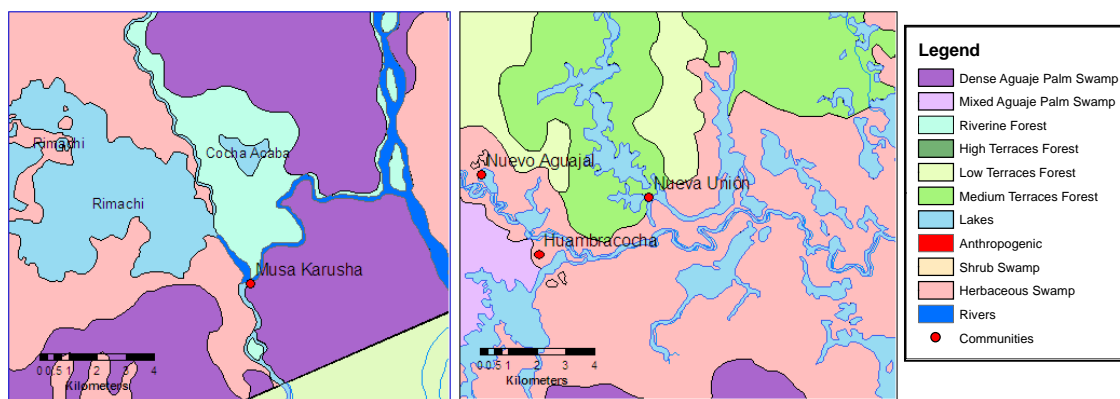 Rimachi
Cocha Acaba
Rimachi
Musa Karusha
0 0.5 1 2 3 4
Kilometers
Nuevo Aguajal
Nueva Unión
Huambracocha
0 0.5 1 2 3 4
Kilometers
Legend
Dense Aguaje Palm Swamp
Mixed Aguaje Palm Swamp
Riverine Forest
High Terraces Forest
Low Terraces Forest
Medium Terraces Forest
Lakes
Anthropogenic
Shrub Swamp
Herbaceous Swamp
Rivers
Communities